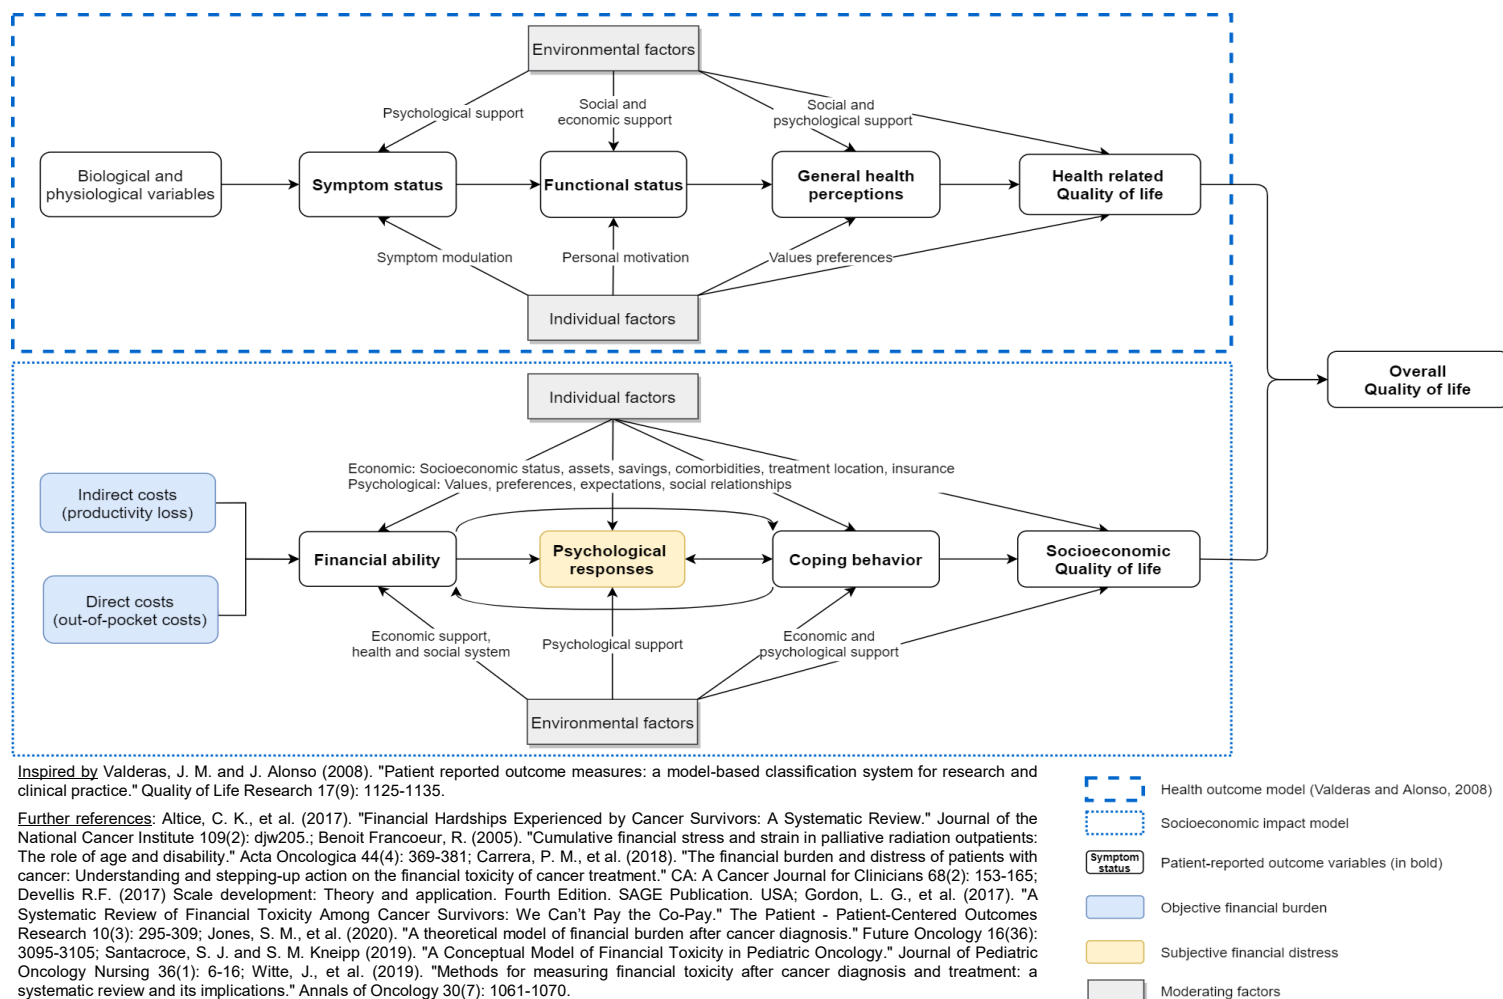 Environmental factors
Psychological support
Social and
economic support
Social and
psychological support
Biological and
physiological variables
Symptom status
Functional status
General health
perceptions
Health related
Quality of life
Symptom modulation
Personal motivation
Values preferences
Individual factors
Overall
Quality of life
Individual factors
Economic: Socioeconomic status, assets, savings, comorbidities, treatment location, insurance
Psychological: Values, preferences, expectations, social relationships
Indirect costs
(productivity loss)
Direct costs
(out-of-pocket costs)
Financial ability
Psychological
responses
Coping behavior
Socioeconomic
Quality of life
Economic support,
health and social system
Psychological support
Economic and
psychological support
Environmental factors
Inspired by Valderas, J. M. and J. Alonso (2008). "Patient reported outcome measures: a model-based classification system for research and
clinical practice." Quality of Life Research 17(9): 1125-1135.
Further references: Altice, C. K., et al. (2017). "Financial Hardships Experienced by Cancer Survivors: A Systematic Review." Journal of the
National Cancer Institute 109(2): djw205.; Benoit Francoeur, R. (2005). "Cumulative financial stress and strain in palliative radiation outpatients:
The role of age and disability." Acta Oncologica 44(4): 369-381; Carrera, P. M., et al. (2018). "The financial burden and distress of patients with
cancer: Understanding and stepping-up action on the financial toxicity of cancer treatment." CA: A Cancer Journal for Clinicians 68(2): 153-165;
Devellis R.F. (2017) Scale development: Theory and application. Fourth Edition. SAGE Publication. USA; Gordon, L. G., et al. (2017). "A
Systematic Review of Financial Toxicity Among Cancer Survivors: We Can't Pay the Co-Pay." The Patient - Patient-Centered Outcomes
Research 10(3): 295-309; Jones, S. M., et al. (2020). "A theoretical model of financial burden after cancer diagnosis." Future Oncology 16(36):
3095-3105; Santacroce, S. J. and S. M. Kneipp (2019). "A Conceptual Model of Financial Toxicity in Pediatric Oncology." Journal of Pediatric
Oncology Nursing 36(1): 6-16; Witte, J., et al. (2019). "Methods for measuring financial toxicity after cancer diagnosis and treatment: a
systematic review and its implications." Annals of Oncology 30(7): 1061-1070.
Health outcome model (Valderas and Alonso, 2008)
Socioeconomic impact model
Symptom
status
Patient-reported outcome variables (in bold)
Objective financial burden
Subjective financial distress
Moderating factors